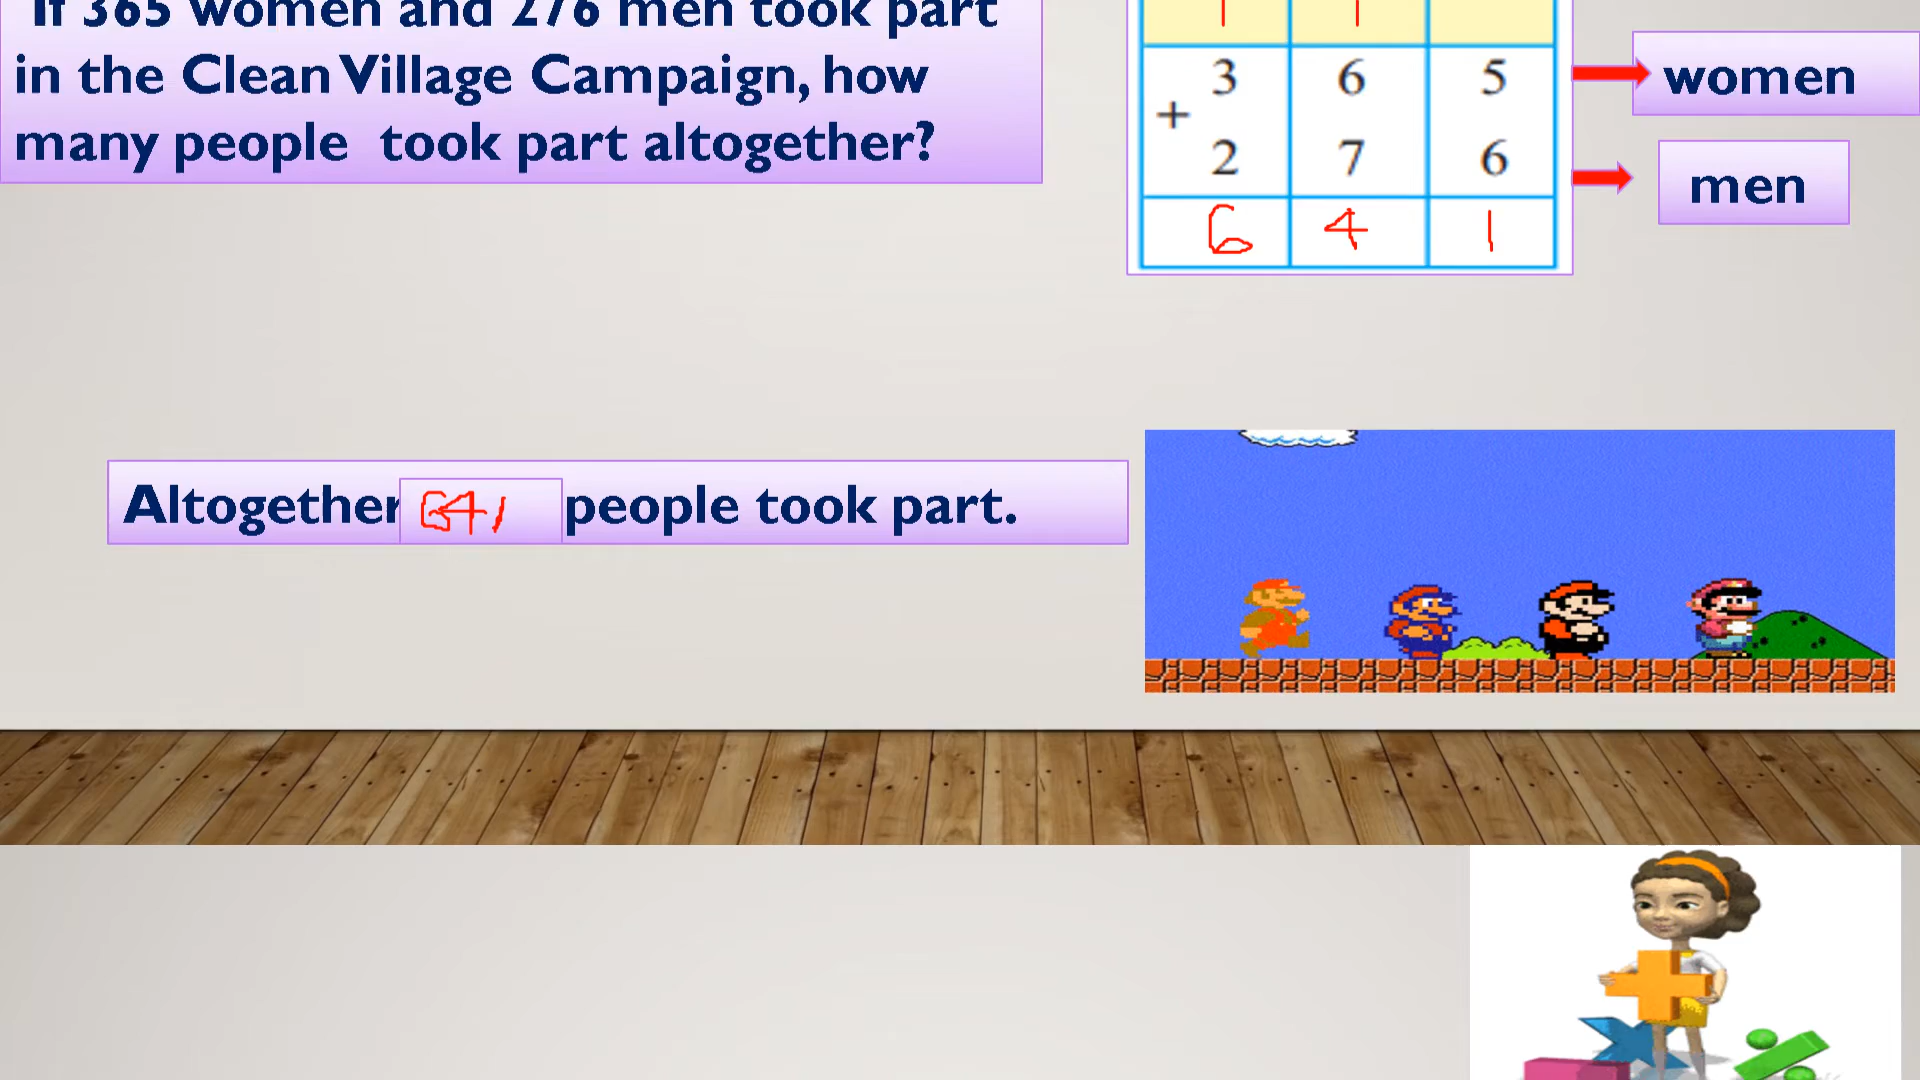 If 365 women and 276 men took part
in the Clean Village Campaign, how
many people took part altogether?
1 1
3 6 5
+
2 7 6
6 4 1
women
men
Altogether 641 people took part.